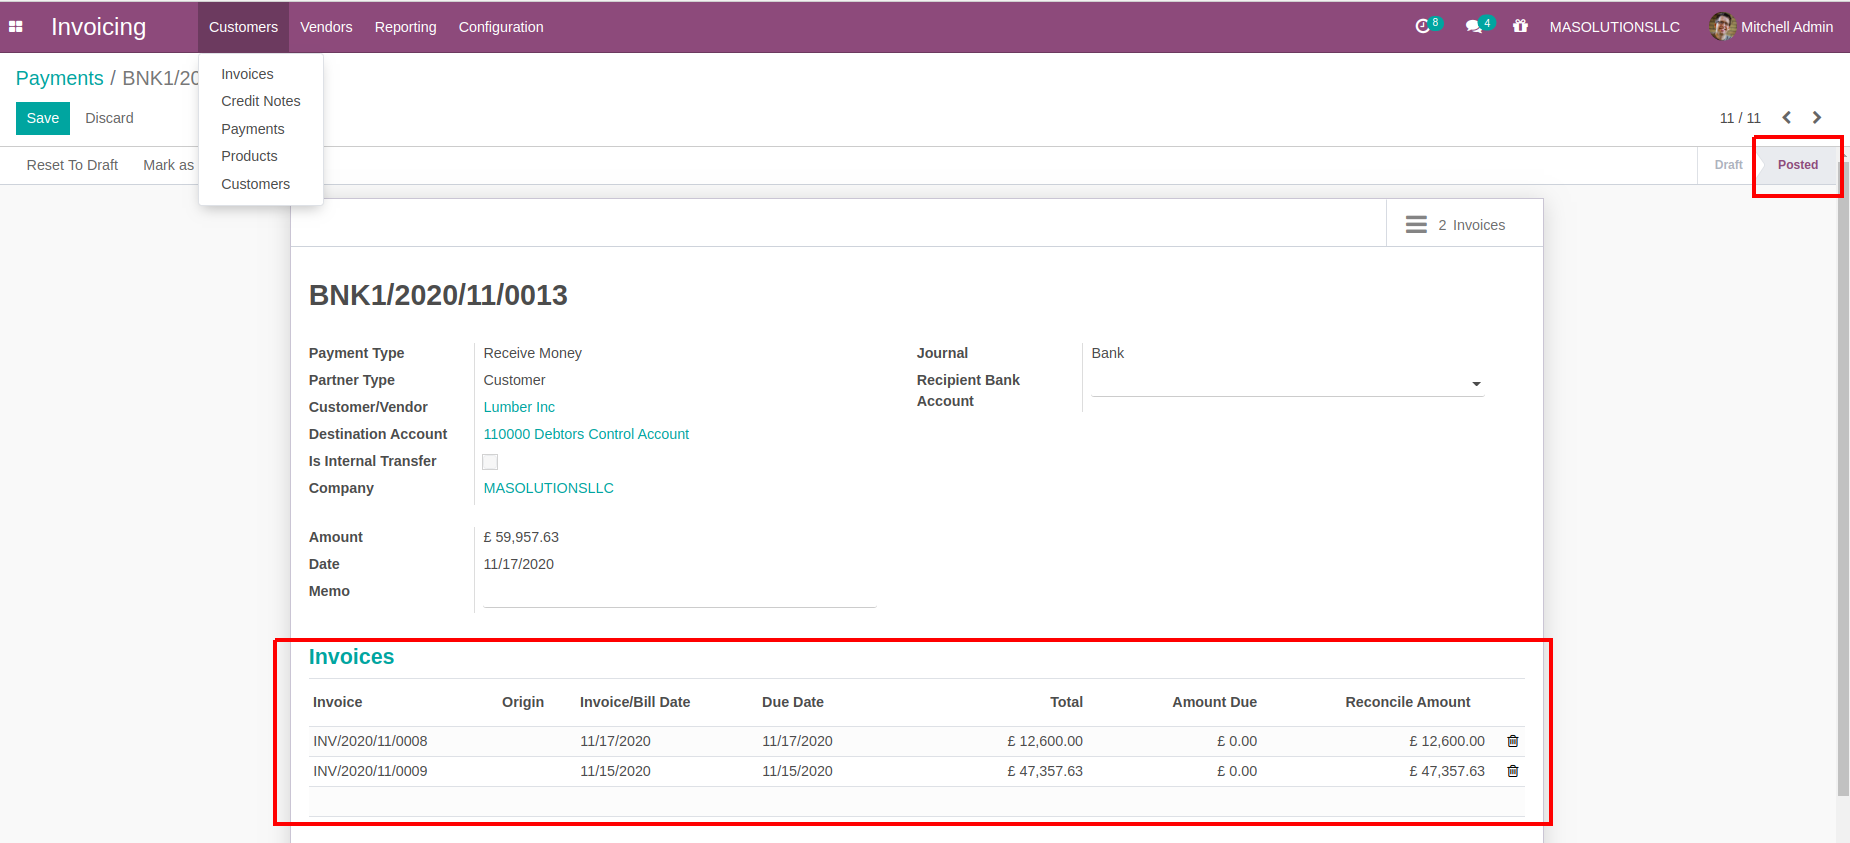 Invoicing Customers Vendors Reporting Configuration 8 4 MASOLUTIONSLLC Mitchell Admin
Invoices
Credit Notes
Payments
Products
Customers
Payments / BNK1/20
Save Discard 11 / 11
Reset To Draft Mark as Draft Posted
2 Invoices
BNK1/2020/11/0013
Payment Type Receive Money Journal Bank
Partner Type Customer Recipient Bank
Account
Customer/Vendor Lumber Inc
Destination Account 110000 Debtors Control Account
Is Internal Transfer
Company MASOLUTIONSLLC
Amount £ 59,957.63
Date 11/17/2020
Memo
Invoices
Invoice Origin Invoice/Bill Date Due Date Total Amount Due Reconcile Amount
INV/2020/11/0008 11/17/2020 11/17/2020 £ 12,600.00 £ 0.00 £ 12,600.00
INV/2020/11/0009 11/15/2020 11/15/2020 £ 47,357.63 £ 0.00 £ 47,357.63